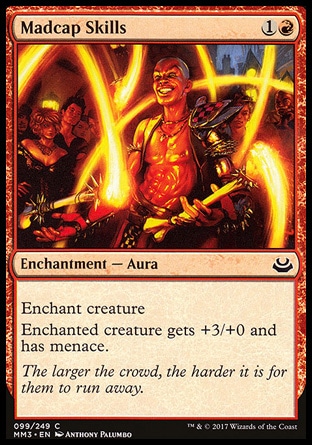 Madcap Skills 1
Enchantment — Aura
Enchant creature
Enchanted creature gets +3/+0 and
has menace.
The larger the crowd, the harder it is for
them to run away.
099/249 C
MM3 • EN Anthony Palumbo
™ & © 2017 Wizards of the Coast